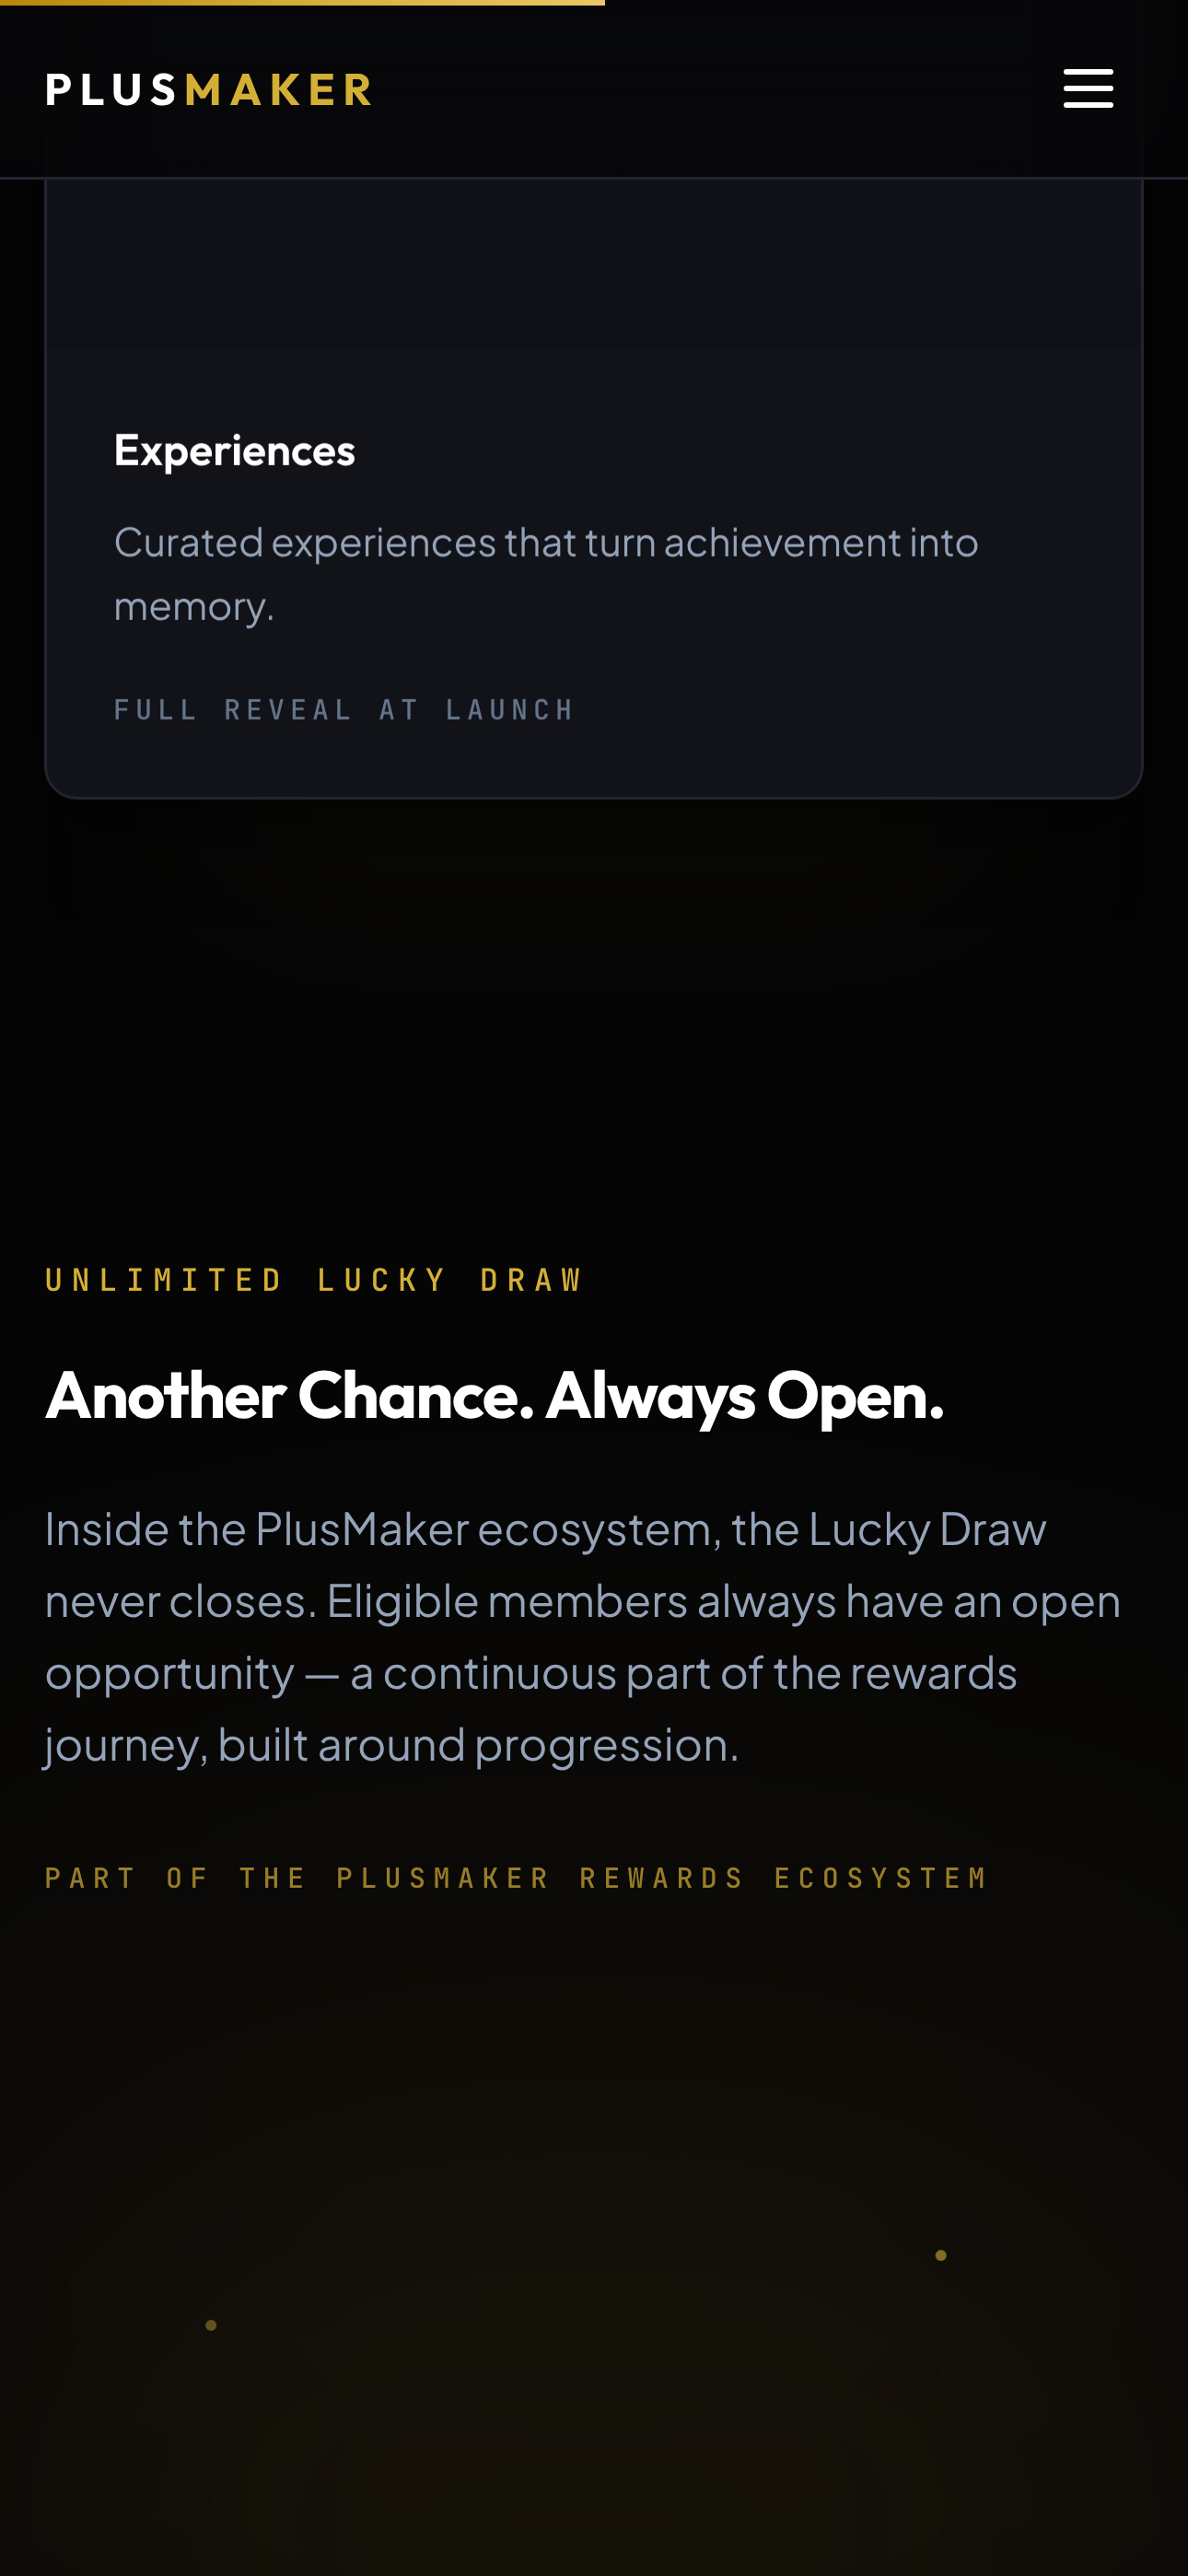 PLUSMAKER
Experiences
Curated experiences that turn achievement into
memory.
FULL REVEAL AT LAUNCH
UNLIMITED LUCKY DRAW
Another Chance. Always Open.
Inside the PlusMaker ecosystem, the Lucky Draw
never closes. Eligible members always have an open
opportunity — a continuous part of the rewards
journey, built around progression.
PART OF THE PLUSMAKER REWARDS ECOSYSTEM